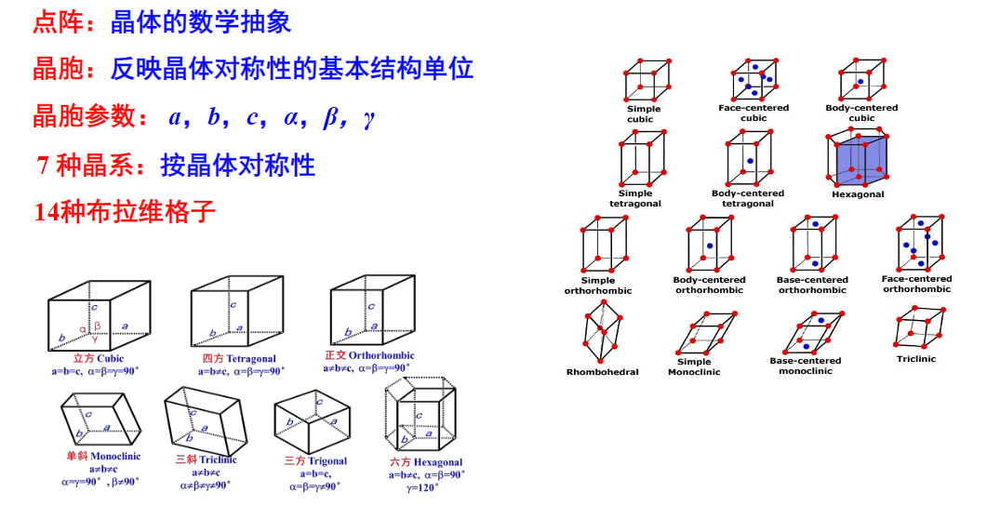 点阵：晶体的数学抽象
晶胞：反映晶体对称性的基本结构单位
晶胞参数： a，b，c，α，β，γ
7 种晶系：按晶体对称性
14种布拉维格子
c
α β a
b γ
立方 Cubic
a=b=c, α=β=γ=90°
c
b a
四方 Tetragonal
a=b≠c, α=β=γ=90°
c
b a
正交 Orthorhombic
a≠b≠c, α=β=γ=90°
c
b a
单斜 Monoclinic
a≠b≠c
α=γ=90°, β≠90°
c
a
b
三斜 Triclinic
a≠b≠c
α≠β≠γ≠90°
c
b a
三方 Trigonal
a=b=c,
α=β=γ≠90°
c
b a
六方 Hexagonal
a=b≠c, α=β=90°
γ=120°
Simple
cubic
Face-centered
cubic
Body-centered
cubic
Simple
tetragonal
Body-centered
tetragonal
Hexagonal
Simple
orthorhombic
Body-centered
orthorhombic
Base-centered
orthorhombic
Face-centered
orthorhombic
Rhombohedral
Simple
Monoclinic
Base-centered
monoclinic
Triclinic